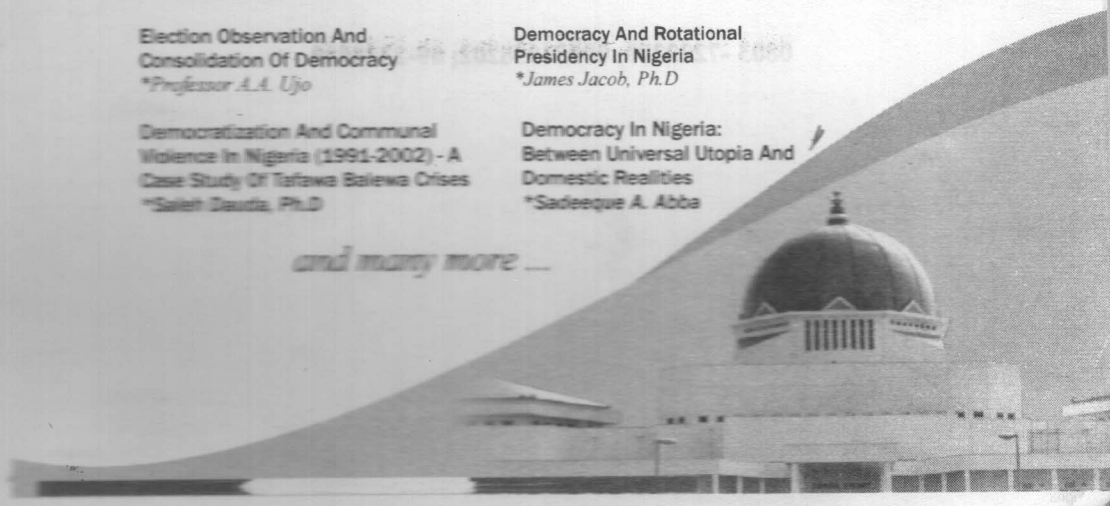 Election Observation And
Consolidation Of Democracy
*Professor A.A. Ujo
Democracy And Rotational
Presidency In Nigeria
*James Jacob, Ph.D
Democratization And Communal
Violence In Nigeria (1991-2002) - A
Case Study Of Tafawa Balewa Crises
*Saleh Dauda, Ph.D
Democracy In Nigeria:
Between Universal Utopia And
Domestic Realities
*Sadeeque A. Abba
and many more ...